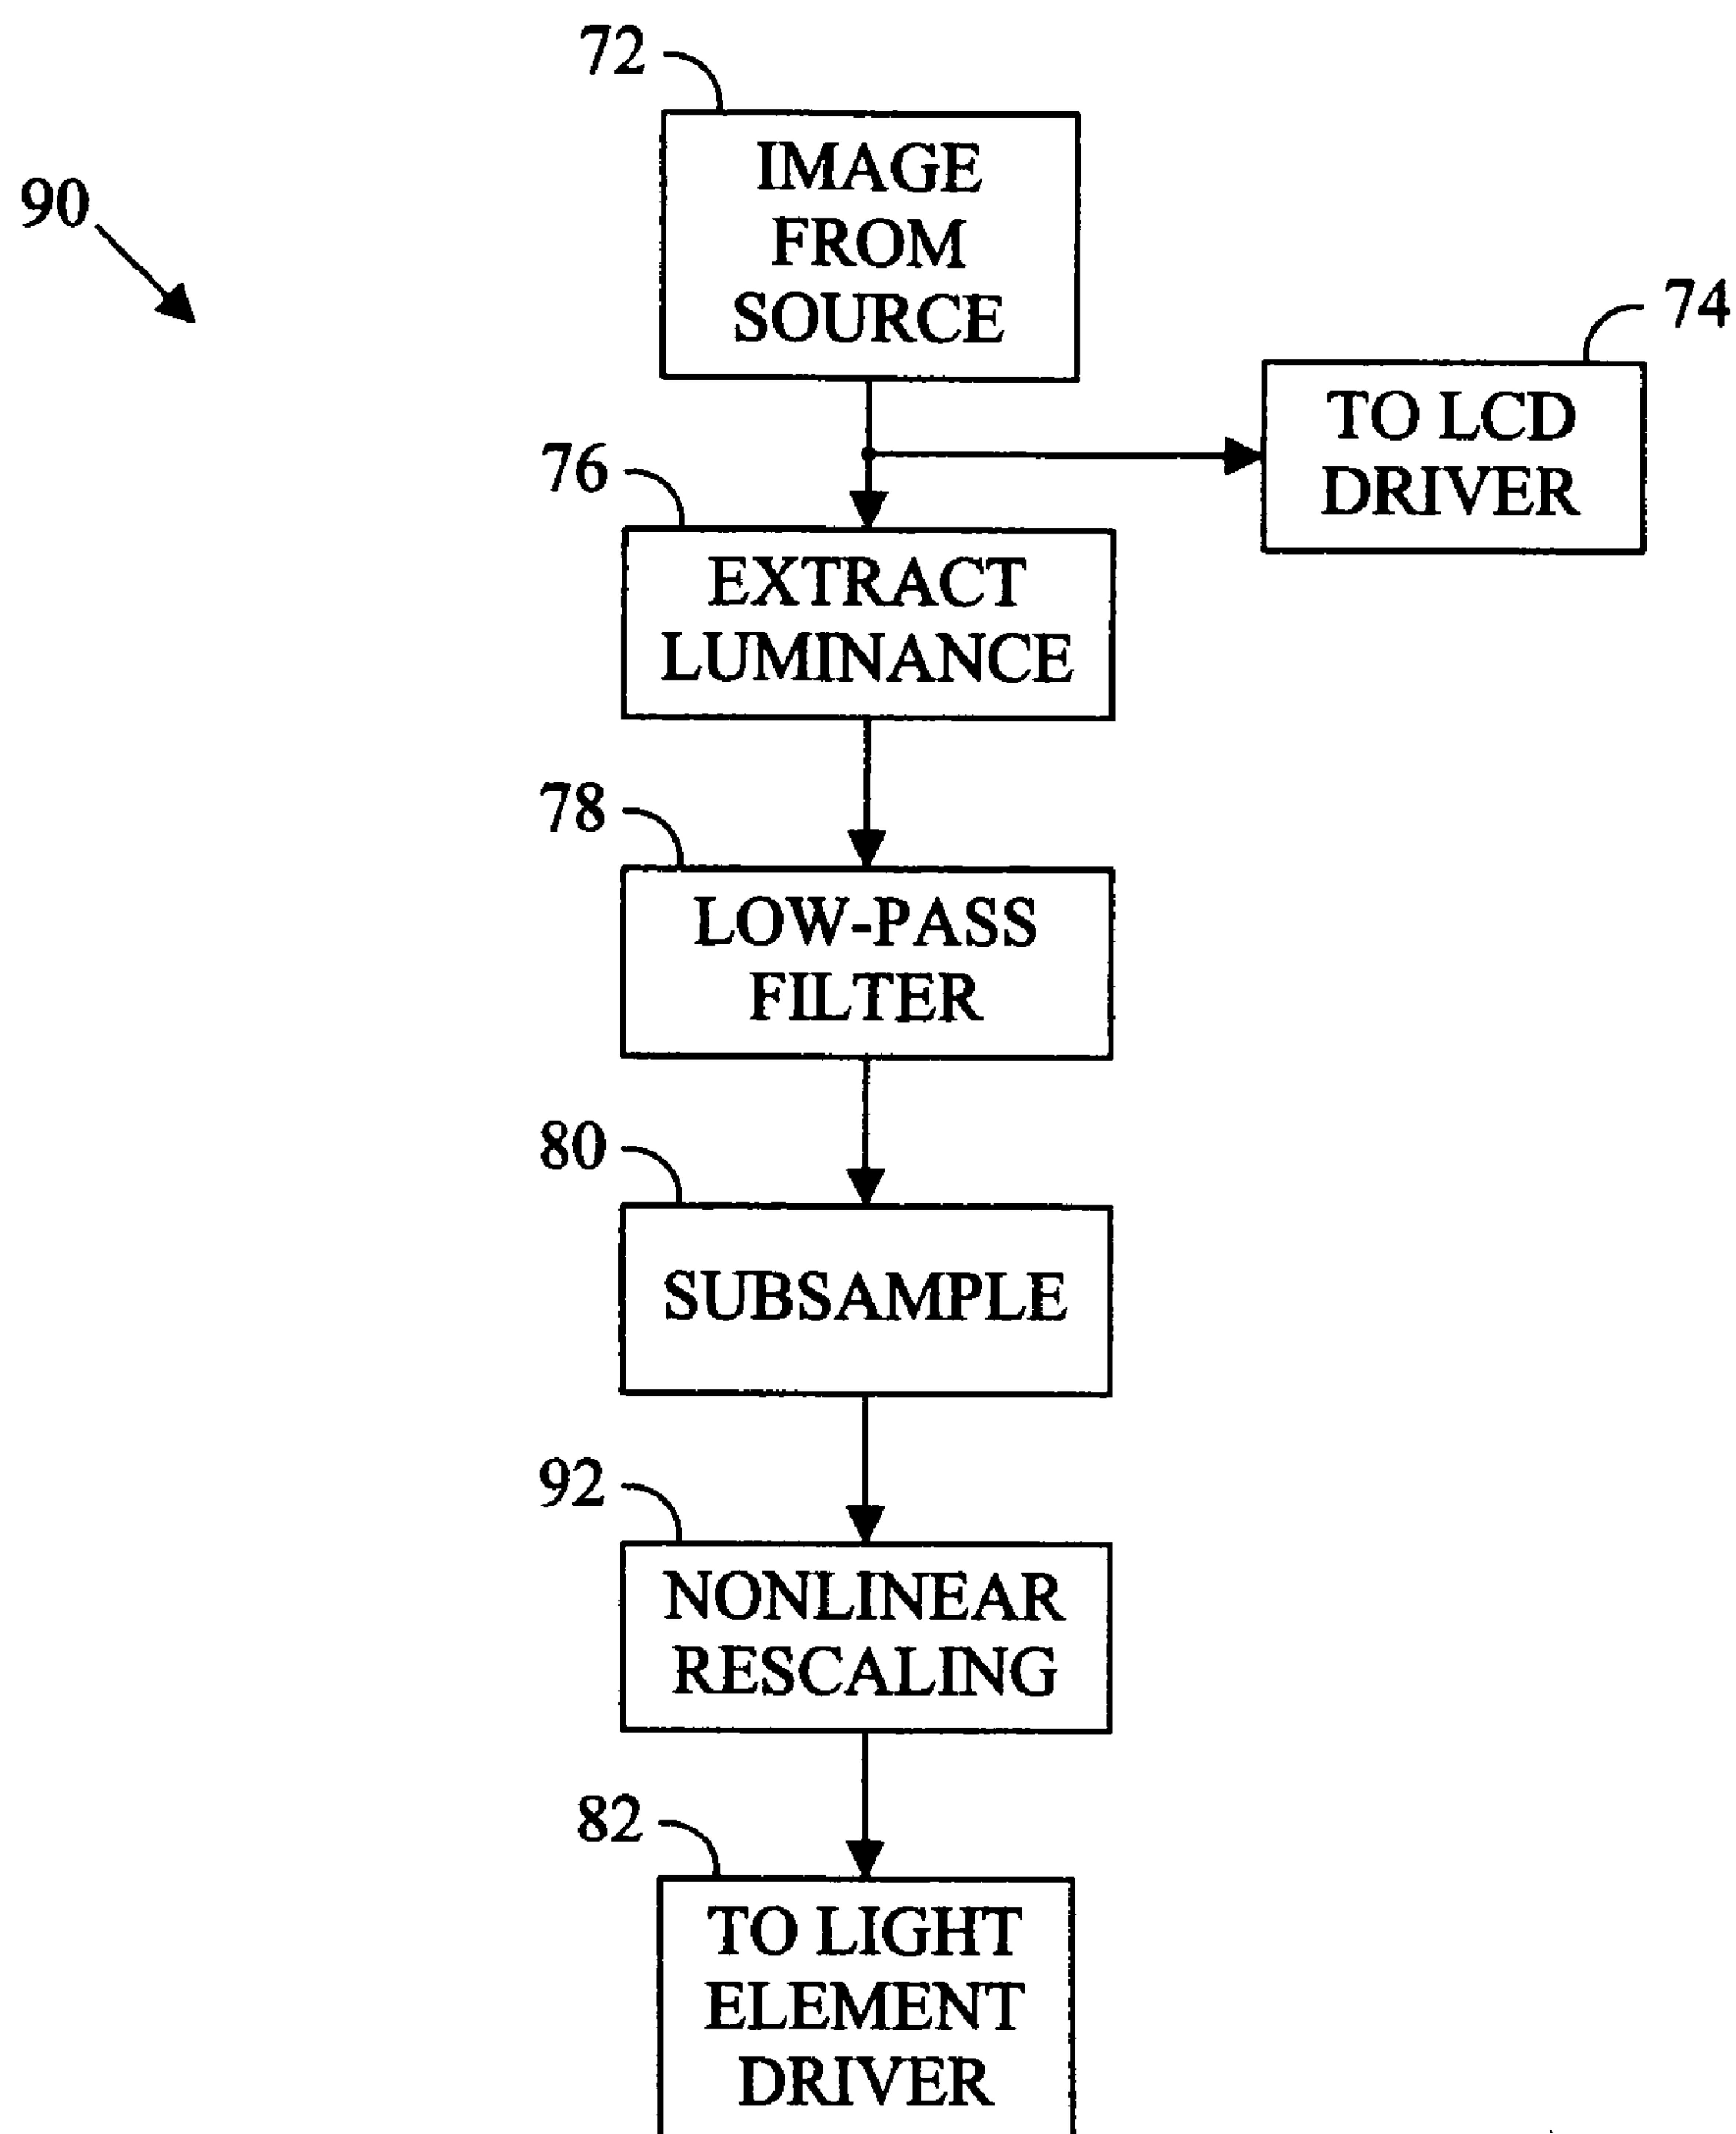 72
IMAGE
FROM
SOURCE
90
74
TO LCD
DRIVER
76
EXTRACT
LUMINANCE
78
LOW-PASS
FILTER
80
SUBSAMPLE
92
NONLINEAR
RESCALING
82
TO LIGHT
ELEMENT
DRIVER